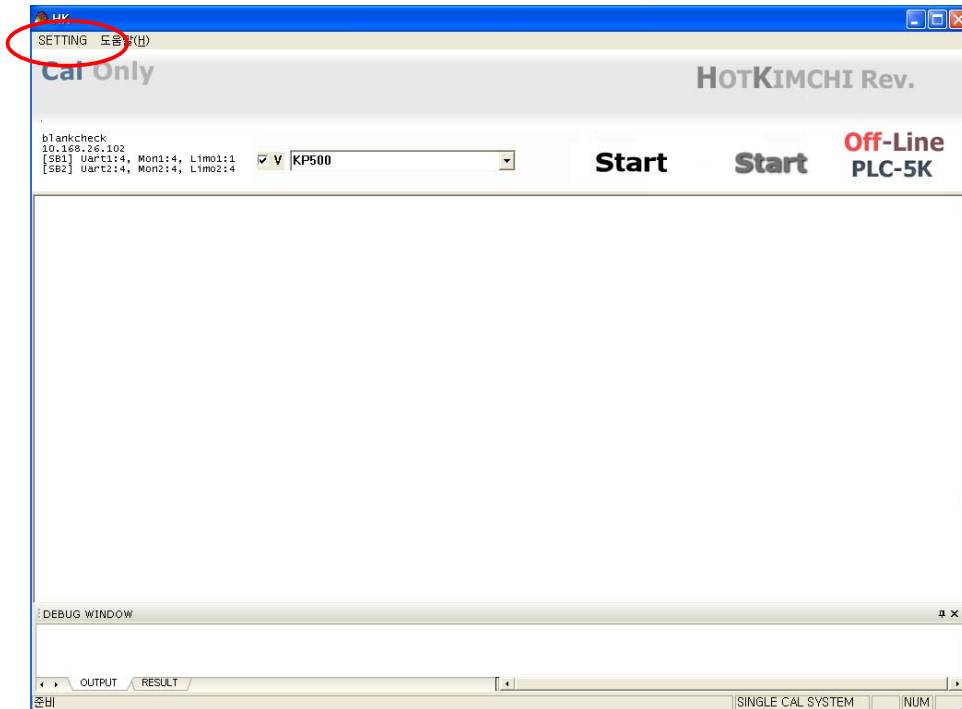 HK
SETTING 도움말(H)
Cal Only
HOTKIMCHI Rev.
blankcheck
10.168.26.102
[SB1] Uart1:4, Mon1:4, Limo1:1
[SB2] Uart2:4, Mon2:4, Limo2:4
V KP500
Start
Start
Off-Line
PLC-5K
DEBUG WINDOW
OUTPUT RESULT
준비 SINGLE CAL SYSTEM NUM